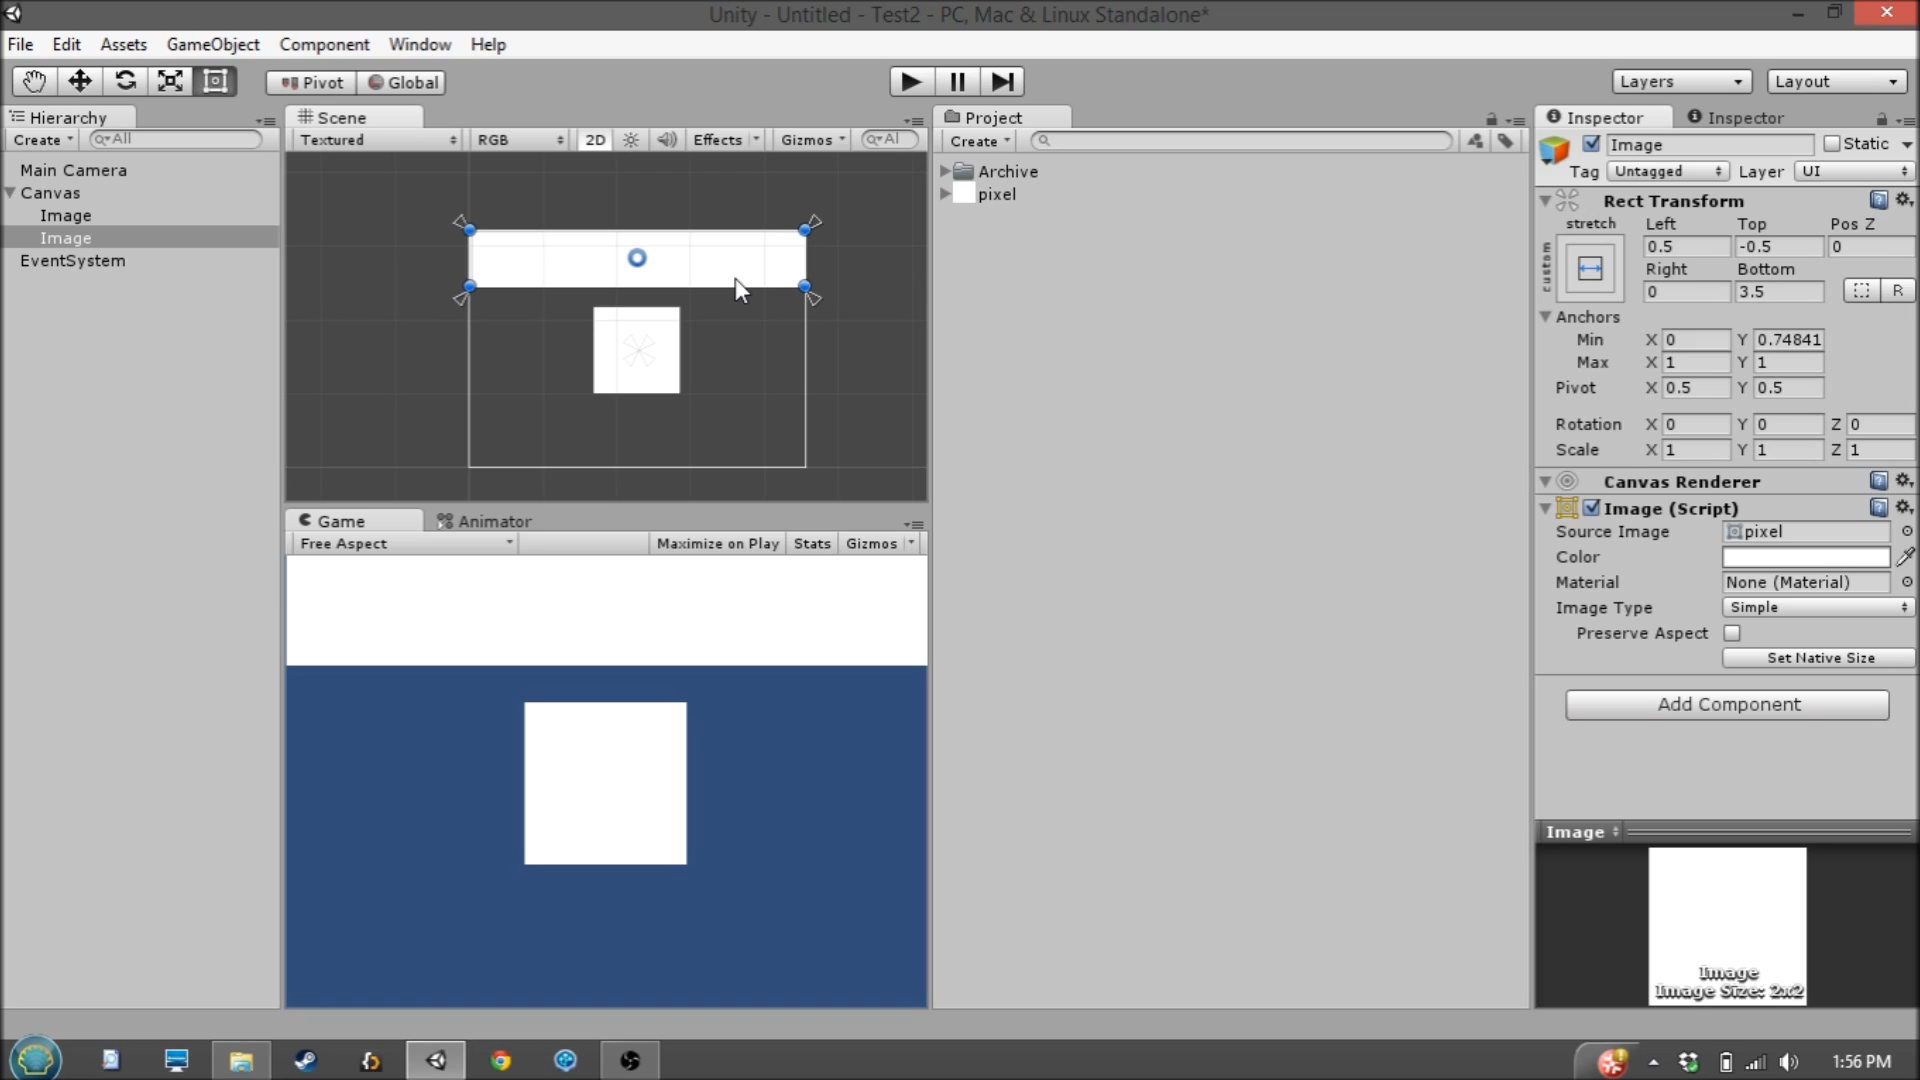 Unity - Untitled - Test2 - PC, Mac & Linux Standalone*
File Edit Assets GameObject Component Window Help
Pivot Global
Layers Layout
Hierarchy
Create All
Main Camera
Canvas
Image
Image
EventSystem
Scene
Textured RGB 2D Effects Gizmos Al
Game Animator
Free Aspect Maximize on Play Stats Gizmos
Project
Create
Archive
pixel
Inspector Inspector
Image Static
Tag Untagged Layer UI
Rect Transform
stretch Left Top Pos Z
custom 0.5 -0.5 0
Right Bottom
0 3.5 R
Anchors
Min X 0 Y 0.74841
Max X 1 Y 1
Pivot X 0.5 Y 0.5
Rotation X 0 Y 0 Z 0
Scale X 1 Y 1 Z 1
Canvas Renderer
Image (Script)
Source Image pixel
Color
Material None (Material)
Image Type Simple
Preserve Aspect
Set Native Size
Add Component
Image
Image
Image Size: 2x2
1:56 PM